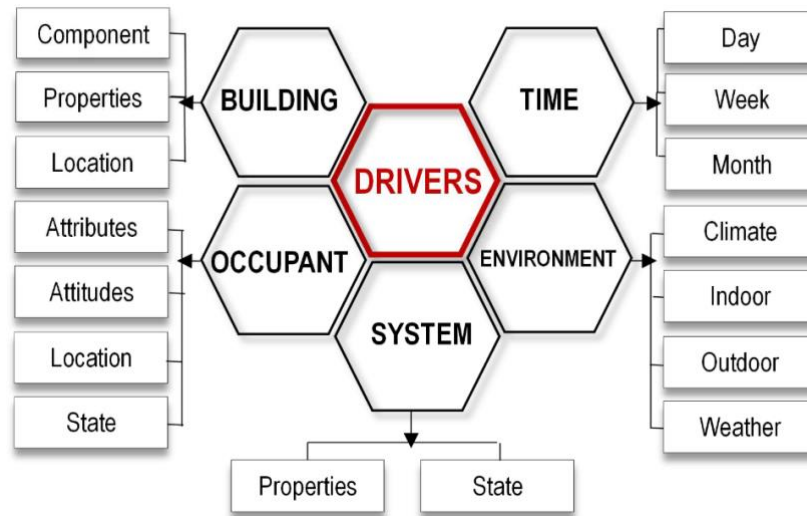 Component
Properties
Location
BUILDING
TIME
Day
Week
Month
DRIVERS
Attributes
Attitudes
Location
State
OCCUPANT
ENVIRONMENT
Climate
Indoor
Outdoor
Weather
SYSTEM
Properties
State